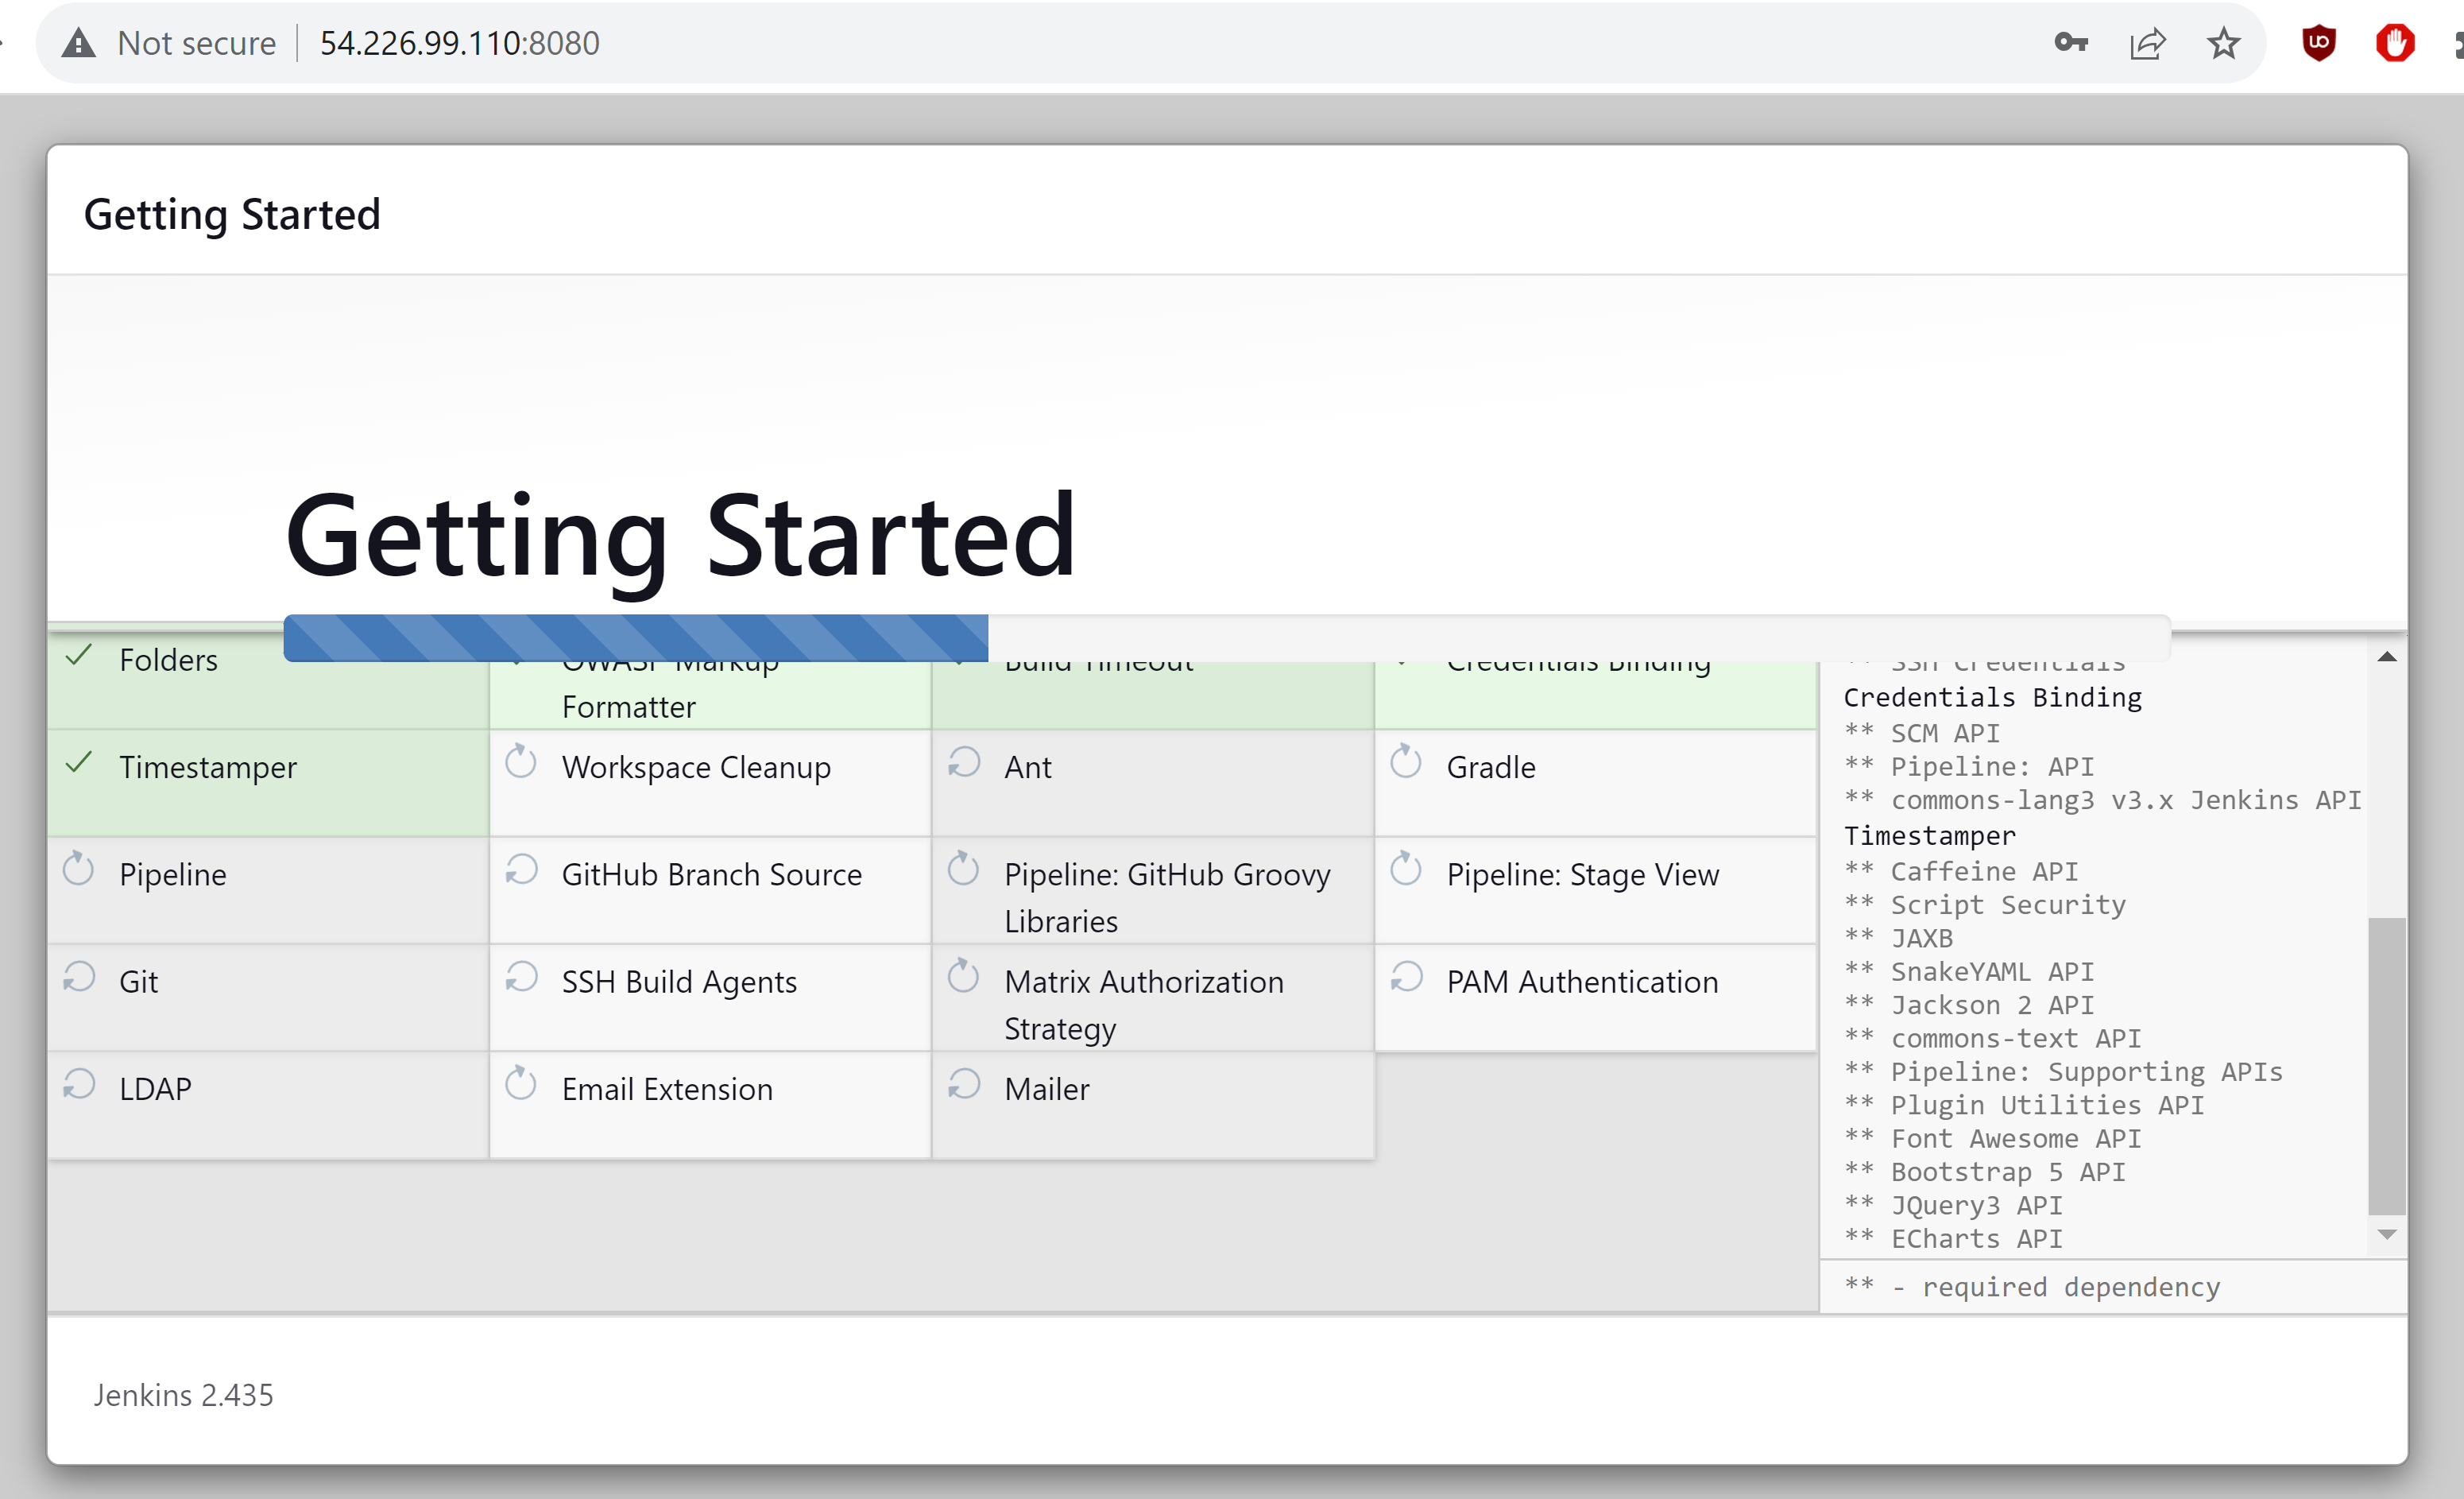 Not secure 54.226.99.110:8080
Getting Started
Getting Started
Folders
OWASP Markup
Formatter
Build Timeout
Credentials Binding
Timestamper
Workspace Cleanup
Ant
Gradle
Pipeline
GitHub Branch Source
Pipeline: GitHub Groovy
Libraries
Pipeline: Stage View
Git
SSH Build Agents
Matrix Authorization
Strategy
PAM Authentication
LDAP
Email Extension
Mailer
** SSH Credentials
Credentials Binding
** SCM API
** Pipeline: API
** commons-lang3 v3.x Jenkins API
Timestamper
** Caffeine API
** Script Security
** JAXB
** SnakeYAML API
** Jackson 2 API
** commons-text API
** Pipeline: Supporting APIs
** Plugin Utilities API
** Font Awesome API
** Bootstrap 5 API
** JQuery3 API
** ECharts API
** - required dependency
Jenkins 2.435